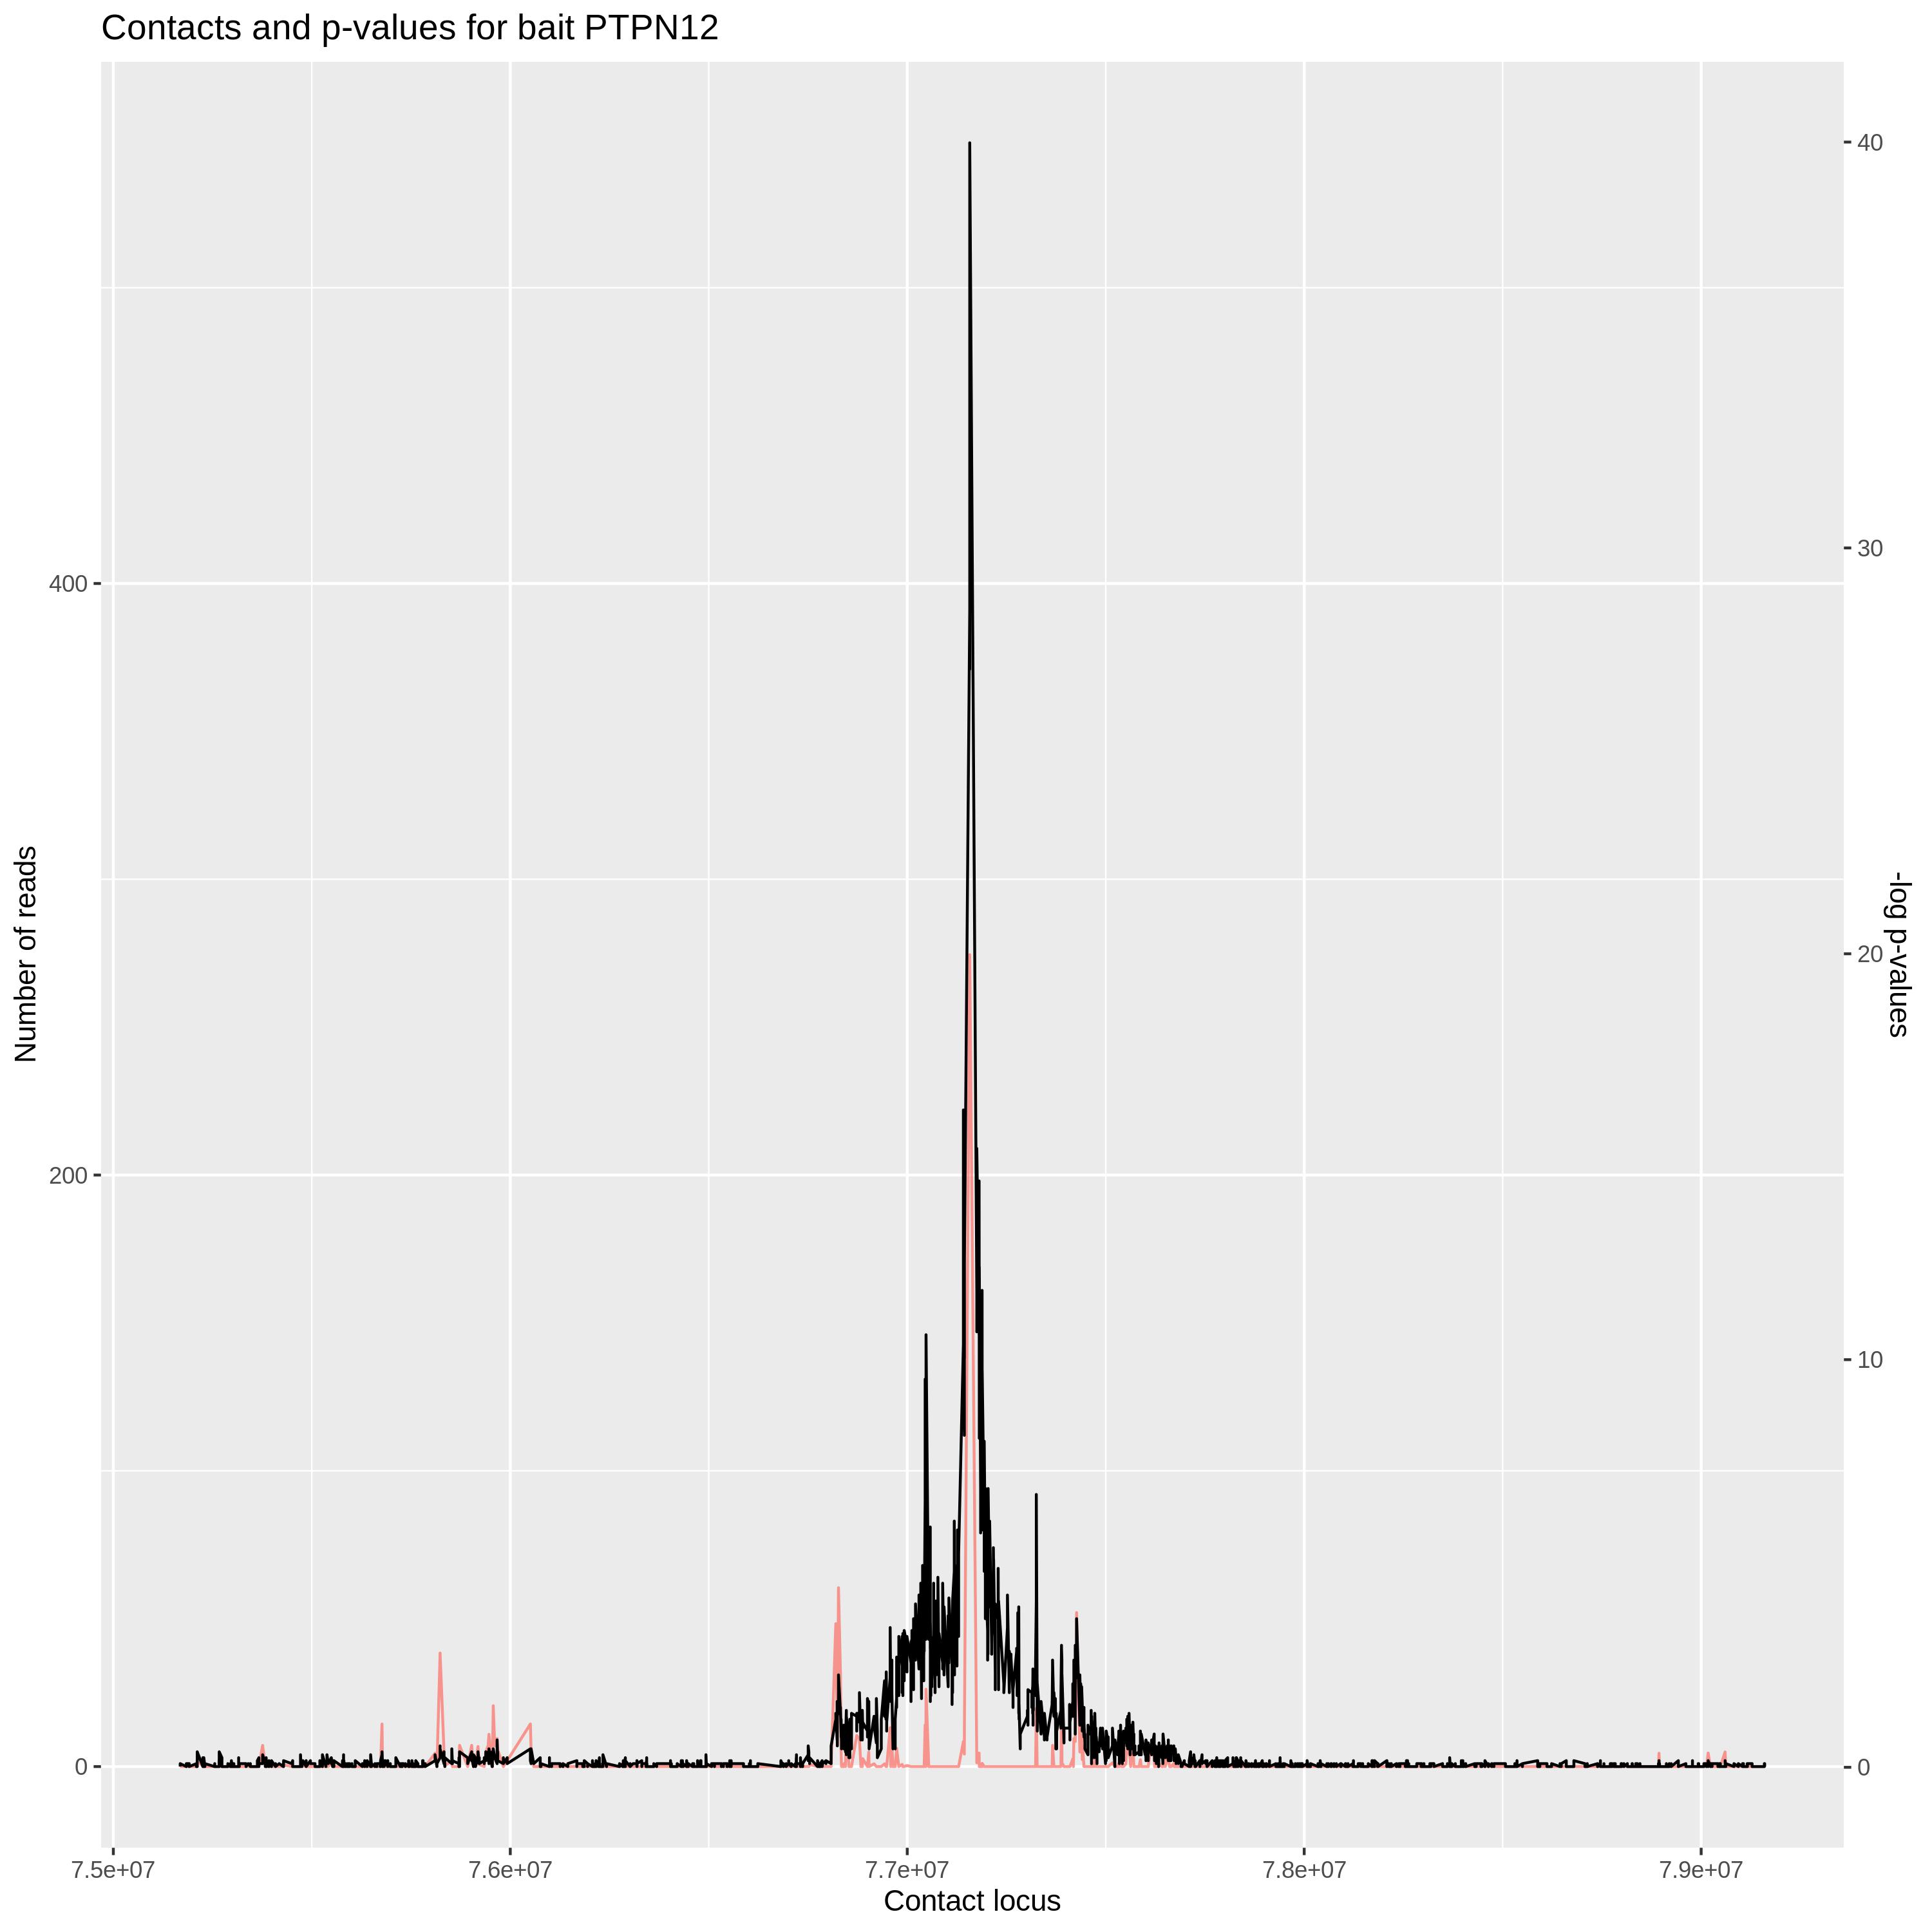 Contacts and p-values for bait PTPN12
Number of reads
400
200
0
40
30
20
10
0
-log p-values
7.5e+07
7.6e+07
7.7e+07
7.8e+07
7.9e+07
Contact locus